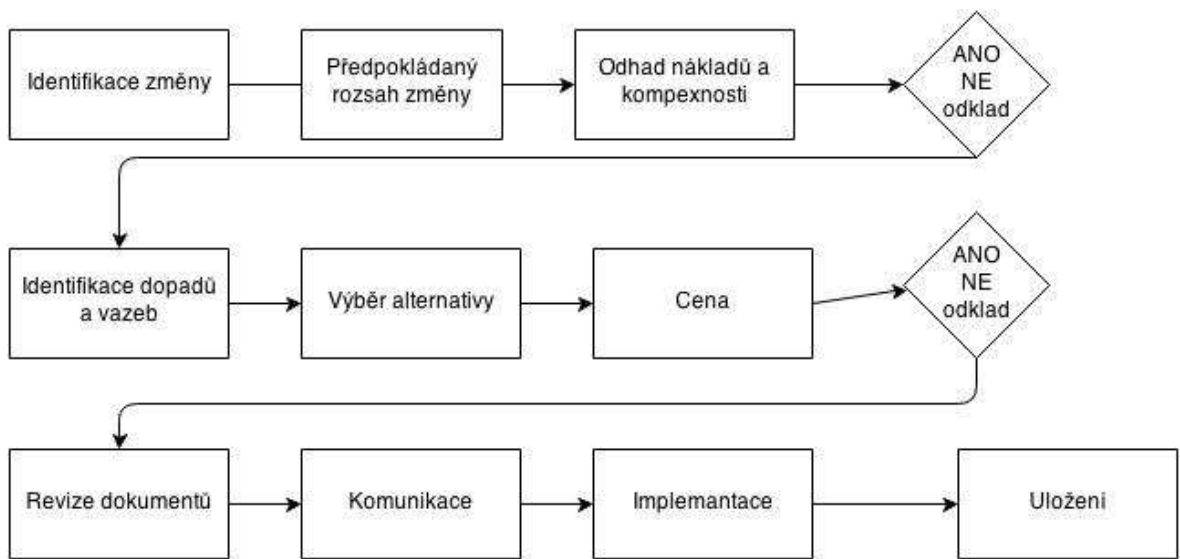 Identifikace změny
Předpokládaný
rozsah změny
Odhad nákladů a
kompexnosti
ANO
NE
odklad
Identifikace dopadů
a vazeb
Výběr alternativy
Cena
ANO
NE
odklad
Revize dokumentů
Komunikace
Implemantace
Uložení